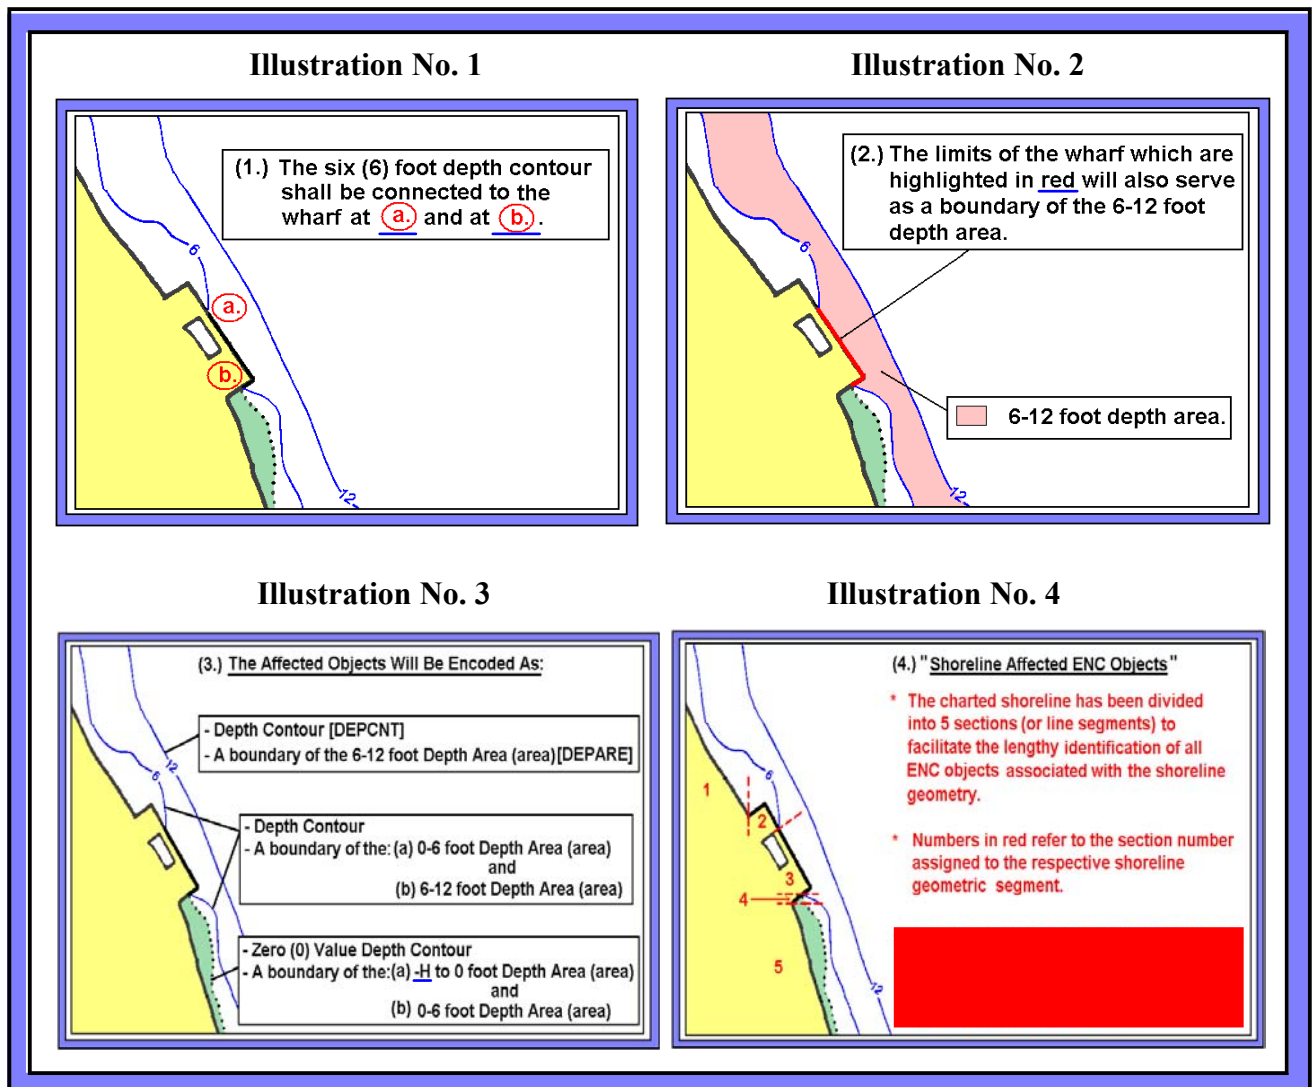 Illustration No. 1
(1.) The six (6) foot depth contour
shall be connected to the
wharf at a. and at b. .
6
a.
b.
12
Illustration No. 2
(2.) The limits of the wharf which are
highlighted in red will also serve
as a boundary of the 6-12 foot
depth area.
6
6-12 foot depth area.
12
Illustration No. 3
(3.) The Affected Objects Will Be Encoded As:
- Depth Contour [DEPCNT]
- A boundary of the 6-12 foot Depth Area (area)[DEPARE]
6
12
- Depth Contour
- A boundary of the: (a) 0-6 foot Depth Area (area)
and
(b) 6-12 foot Depth Area (area)
- Zero (0) Value Depth Contour
- A boundary of the:(a) -H to 0 foot Depth Area (area)
and
(b) 0-6 foot Depth Area (area)
Illustration No. 4
(4.) "Shoreline Affected ENC Objects"
* The charted shoreline has been divided
into 5 sections (or line segments) to
facilitate the lengthy identification of all
ENC objects associated with the shoreline
geometry.
* Numbers in red refer to the section number
assigned to the respective shoreline
geometric segment.
6
1
2
3
4
5
12